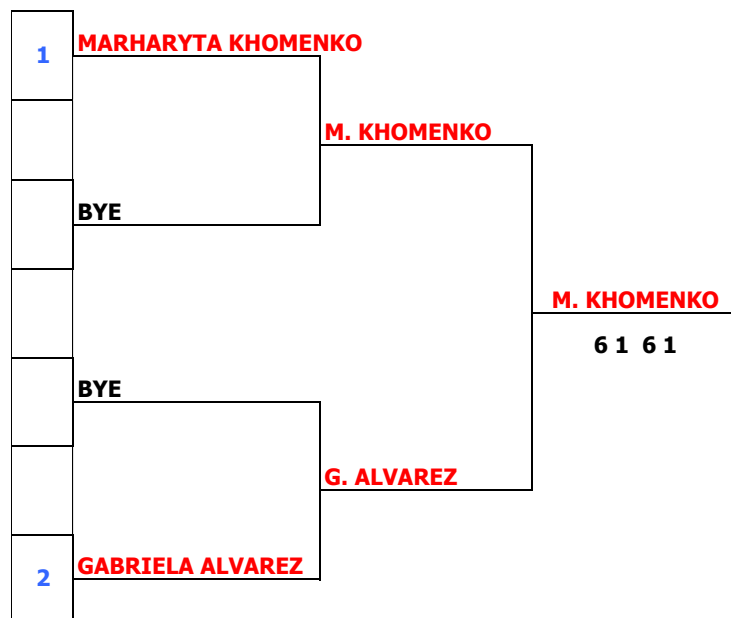 1 MARHARYTA KHOMENKO
M. KHOMENKO
BYE
M. KHOMENKO
6 1 6 1
BYE
G. ALVAREZ
2 GABRIELA ALVAREZ